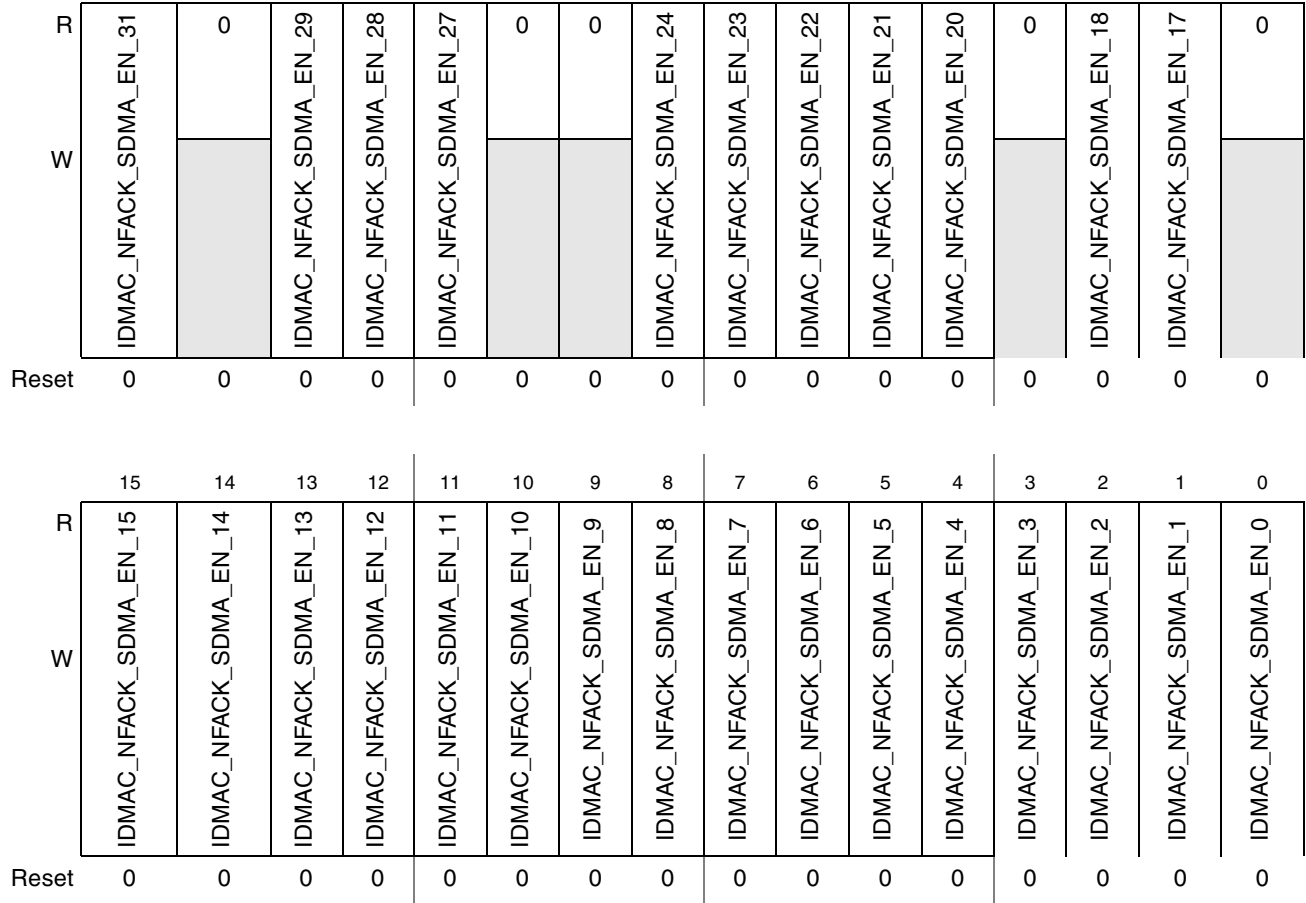 R IDMAC_NFACK_SDMA_EN_31 0 IDMAC_NFACK_SDMA_EN_29 IDMAC_NFACK_SDMA_EN_28 IDMAC_NFACK_SDMA_EN_27 0 0 IDMAC_NFACK_SDMA_EN_24 IDMAC_NFACK_SDMA_EN_23 IDMAC_NFACK_SDMA_EN_22 IDMAC_NFACK_SDMA_EN_21 IDMAC_NFACK_SDMA_EN_20 0 IDMAC_NFACK_SDMA_EN_18 IDMAC_NFACK_SDMA_EN_17 0
W
Reset 0 0 0 0 0 0 0 0 0 0 0 0 0 0 0 0
15 14 13 12 11 10 9 8 7 6 5 4 3 2 1 0
R IDMAC_NFACK_SDMA_EN_15 IDMAC_NFACK_SDMA_EN_14 IDMAC_NFACK_SDMA_EN_13 IDMAC_NFACK_SDMA_EN_12 IDMAC_NFACK_SDMA_EN_11 IDMAC_NFACK_SDMA_EN_10 IDMAC_NFACK_SDMA_EN_9 IDMAC_NFACK_SDMA_EN_8 IDMAC_NFACK_SDMA_EN_7 IDMAC_NFACK_SDMA_EN_6 IDMAC_NFACK_SDMA_EN_5 IDMAC_NFACK_SDMA_EN_4 IDMAC_NFACK_SDMA_EN_3 IDMAC_NFACK_SDMA_EN_2 IDMAC_NFACK_SDMA_EN_1 IDMAC_NFACK_SDMA_EN_0
W
Reset 0 0 0 0 0 0 0 0 0 0 0 0 0 0 0 0